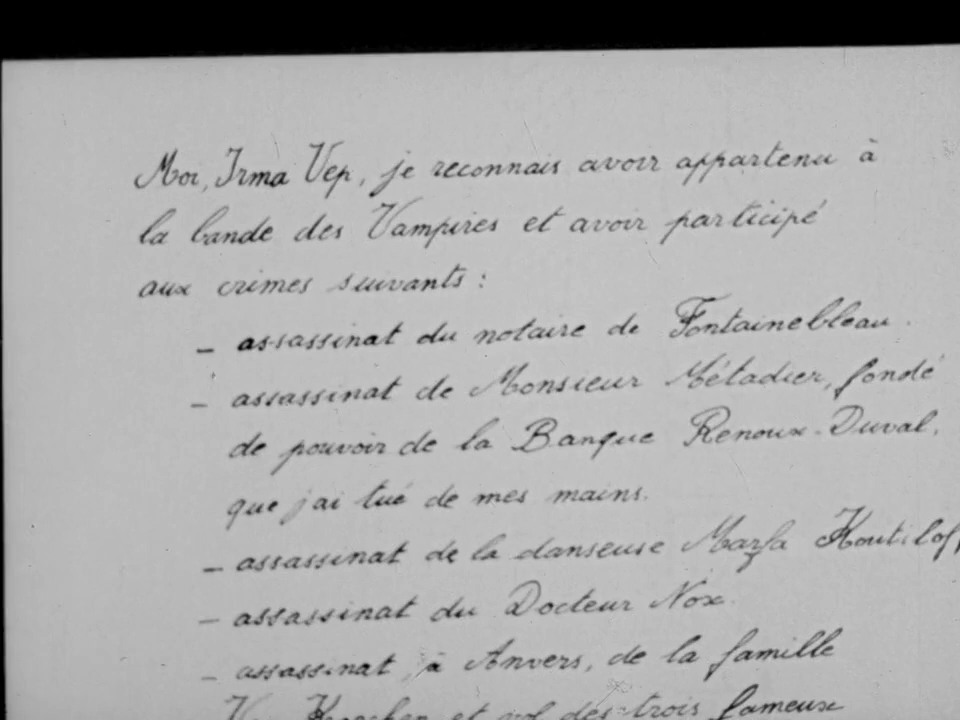 Moi, Irma Vep, je reconnais avoir appartenu à
la bande des Vampires et avoir participé
aux crimes suivants :
– assassinat du notaire de Fontainebleau.
– assassinat de Monsieur Métadier, fondé
de pouvoir de la Banque Renoux-Duval,
que j'ai tué de mes mains.
– assassinat de la danseuse Marfa Koutiloff
– assassinat du Docteur Nox.
– assassinat, à Anvers, de la famille
et vol des trois fameux